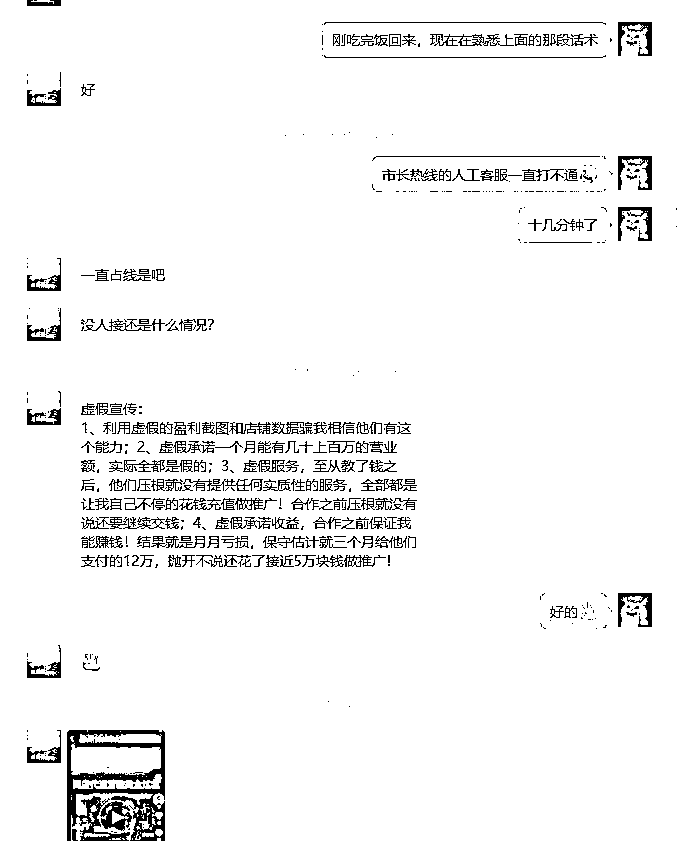 刚吃完饭回来，现在在熟悉上面的那段话术
好
市长热线的人工客服一直打不通
十几分钟了
一直占线是吧
没人接还是什么情况？
虚假宣传：
1、利用虚假的盈利截图和店铺数据骗我相信他们有这
个能力；2、虚假承诺一个月能有几十上百万的营业
额，实际全都是假的；3、虚假服务，至从教了钱之
后，他们压根就没有提供任何实质性的服务，全部都是
让我自己不停的花钱充值做推广！合作之前压根就没有
说还要继续交钱；4、虚假承诺收益，合作之前保证我
能赚钱！结果就是月月亏损，保守估计就三个月给他们
支付的12万，抛开不说还花了接近5万块钱做推广！
好的